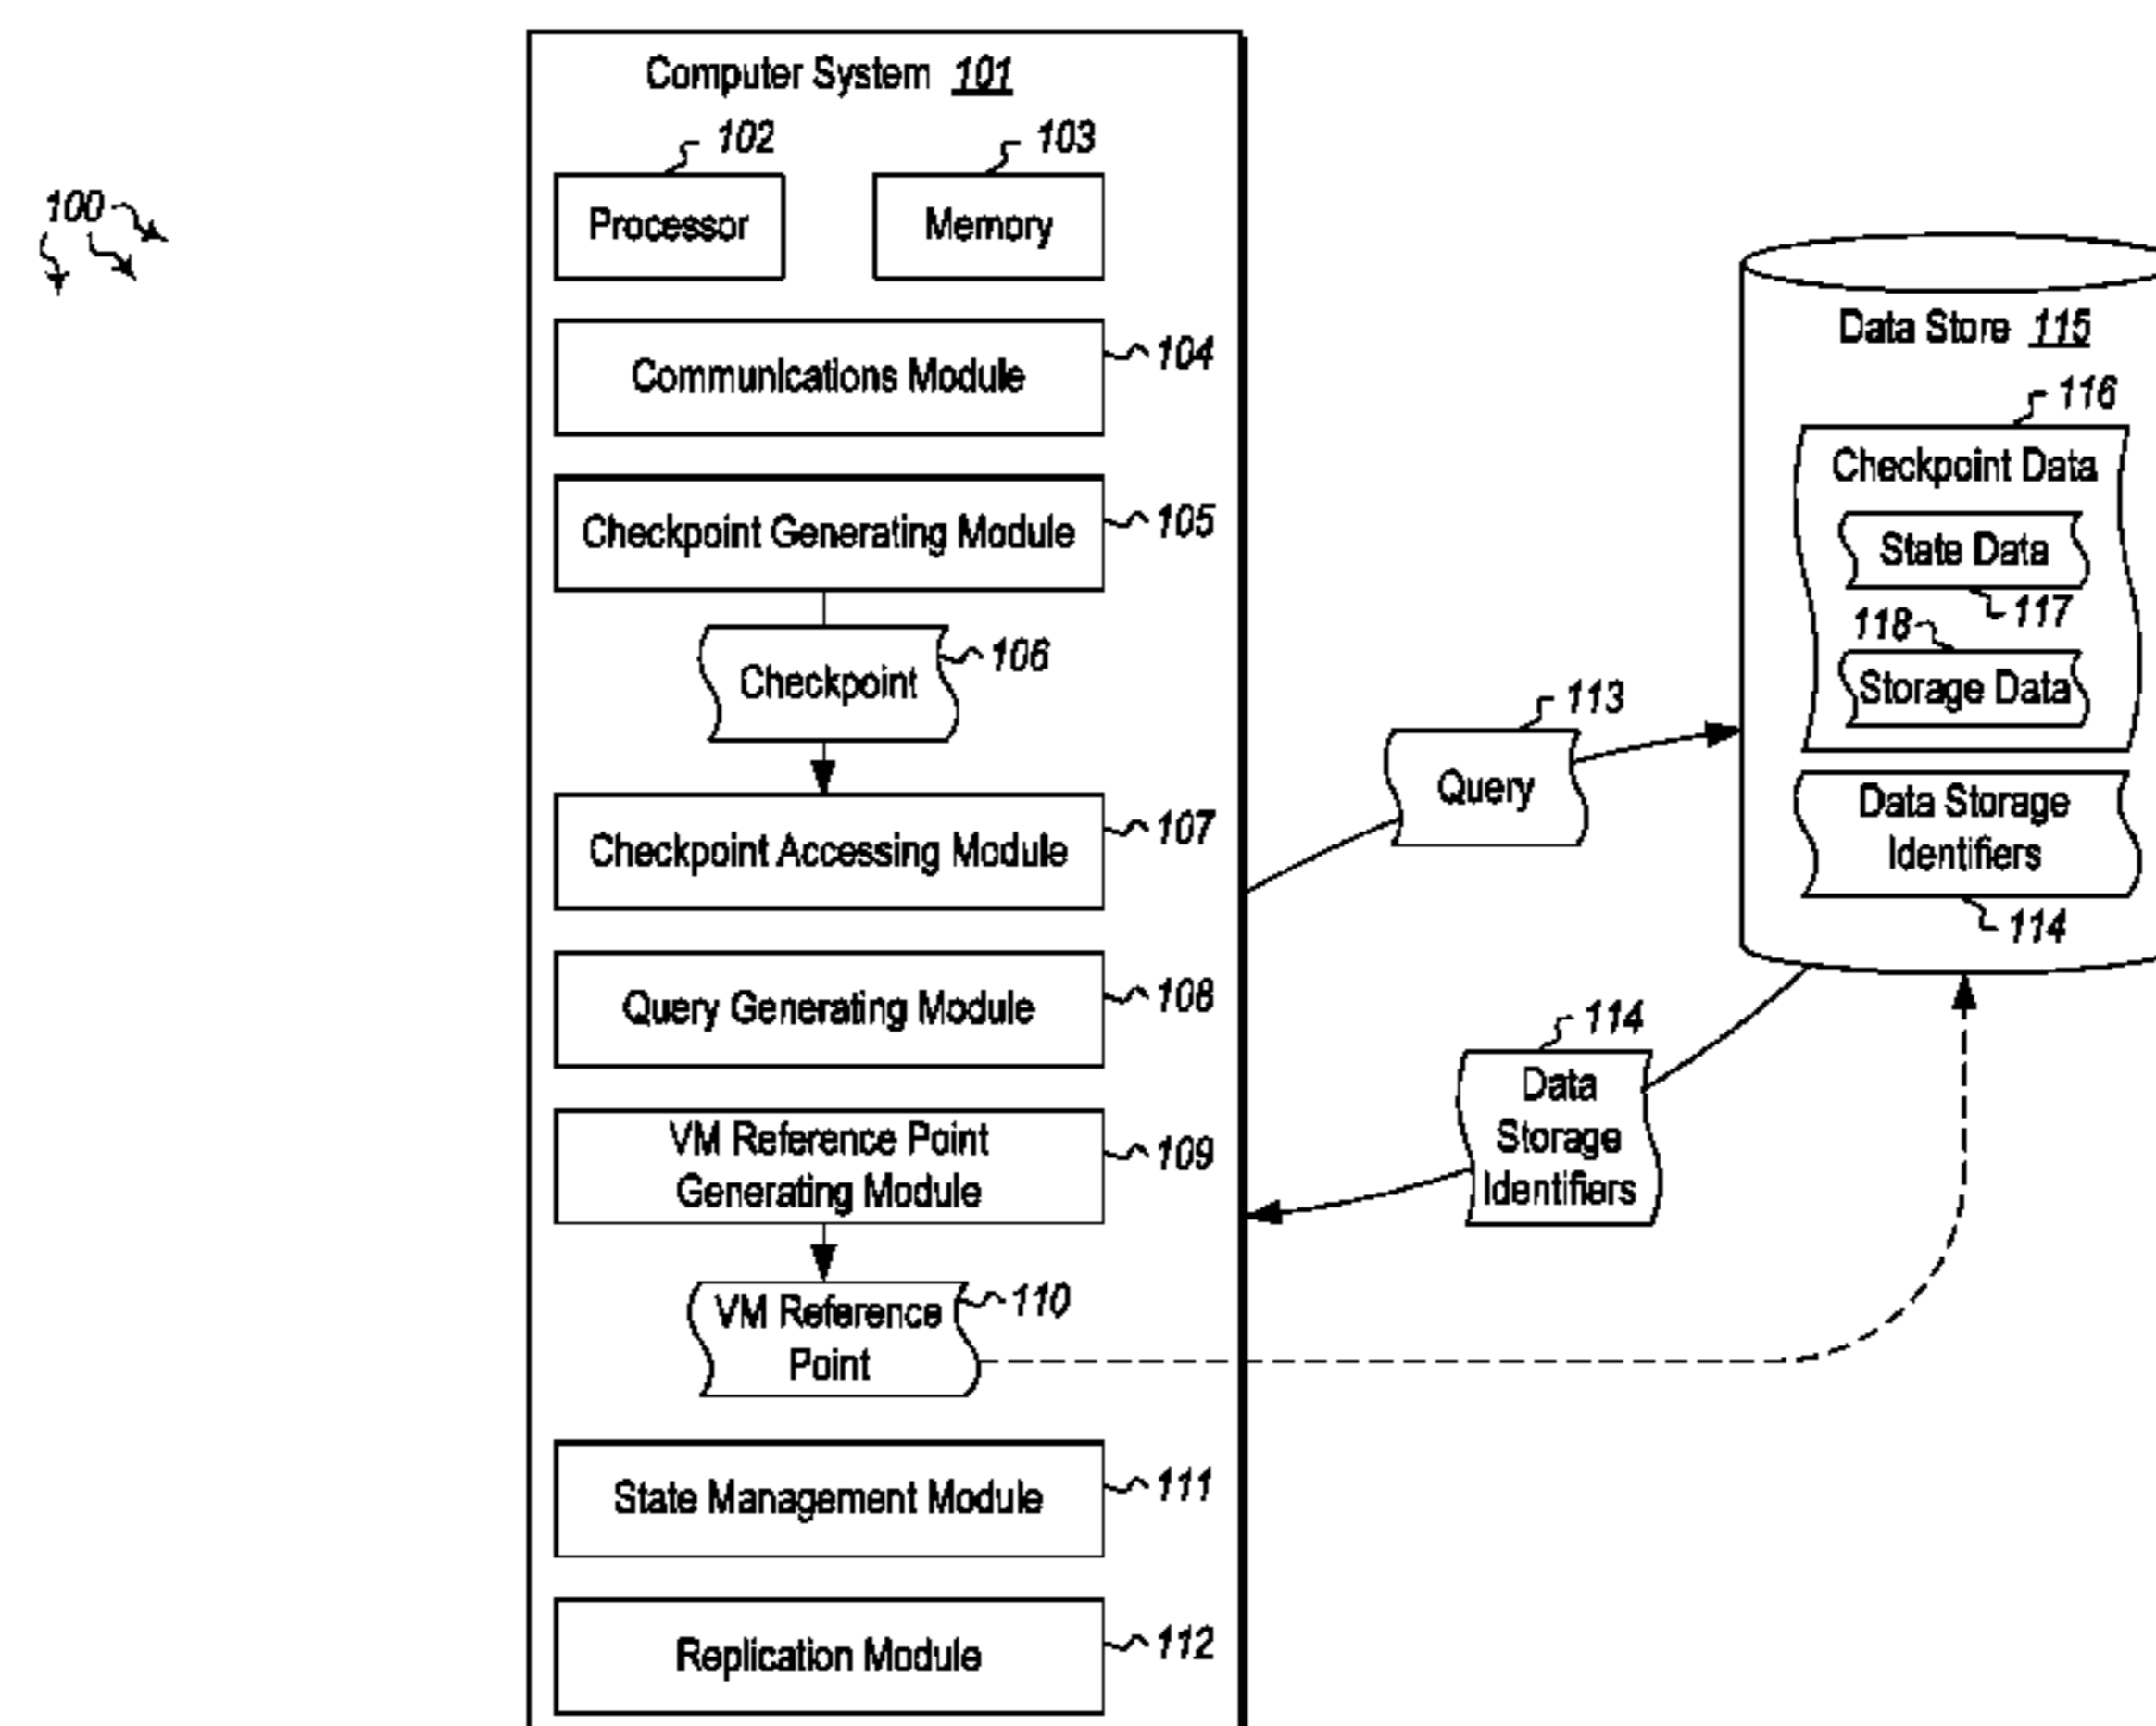 100
Computer System 101
102
103
Processor
Memory
Communications Module
104
Checkpoint Generating Module
105
Checkpoint
106
Checkpoint Accessing Module
107
Query Generating Module
108
VM Reference Point
Generating Module
109
VM Reference
Point
110
State Management Module
111
Replication Module
112
113
Query
114
Data
Storage
Identifiers
Data Store 115
116
Checkpoint Data
State Data
117
118
Storage Data
Data Storage
Identifiers
114